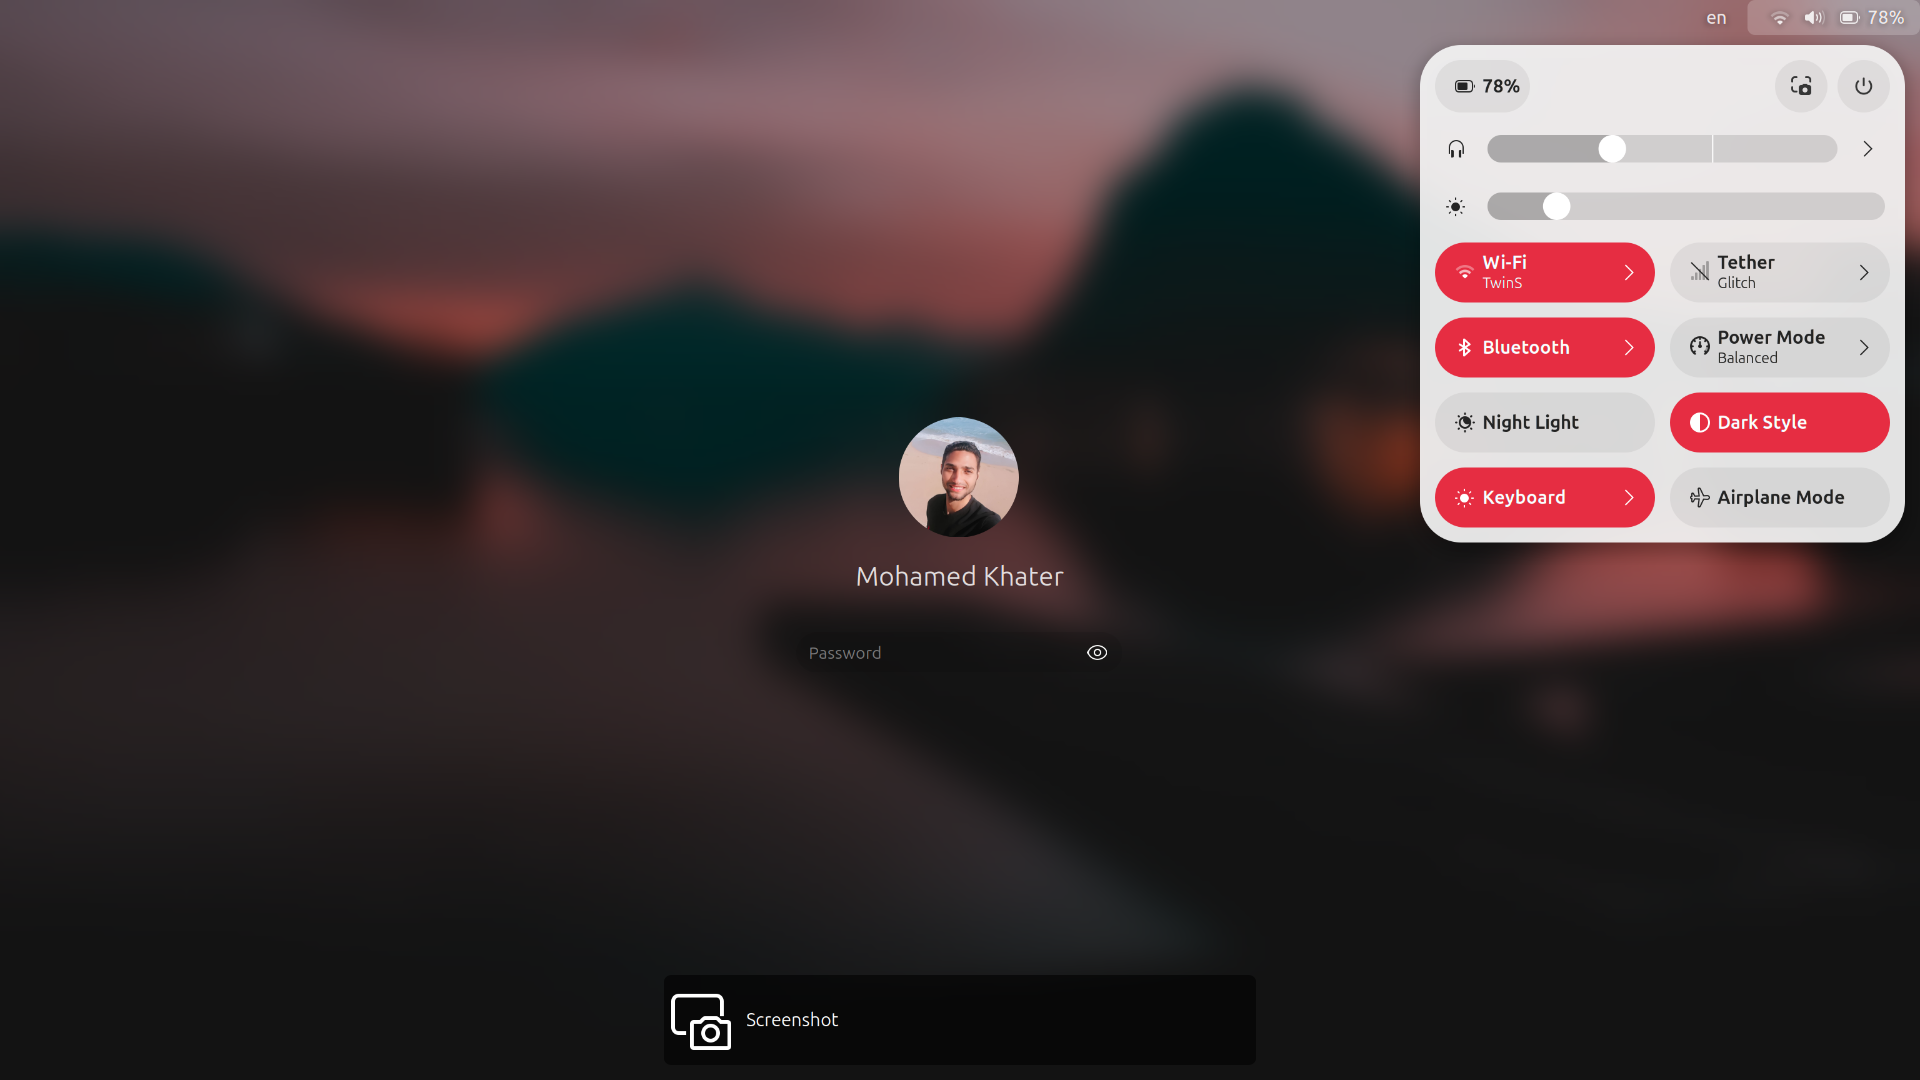 en
78%
78%
Wi-Fi
TwinS
Tether
Glitch
Bluetooth
Power Mode
Balanced
Night Light
Dark Style
Keyboard
Airplane Mode
Mohamed Khater
Password
Screenshot